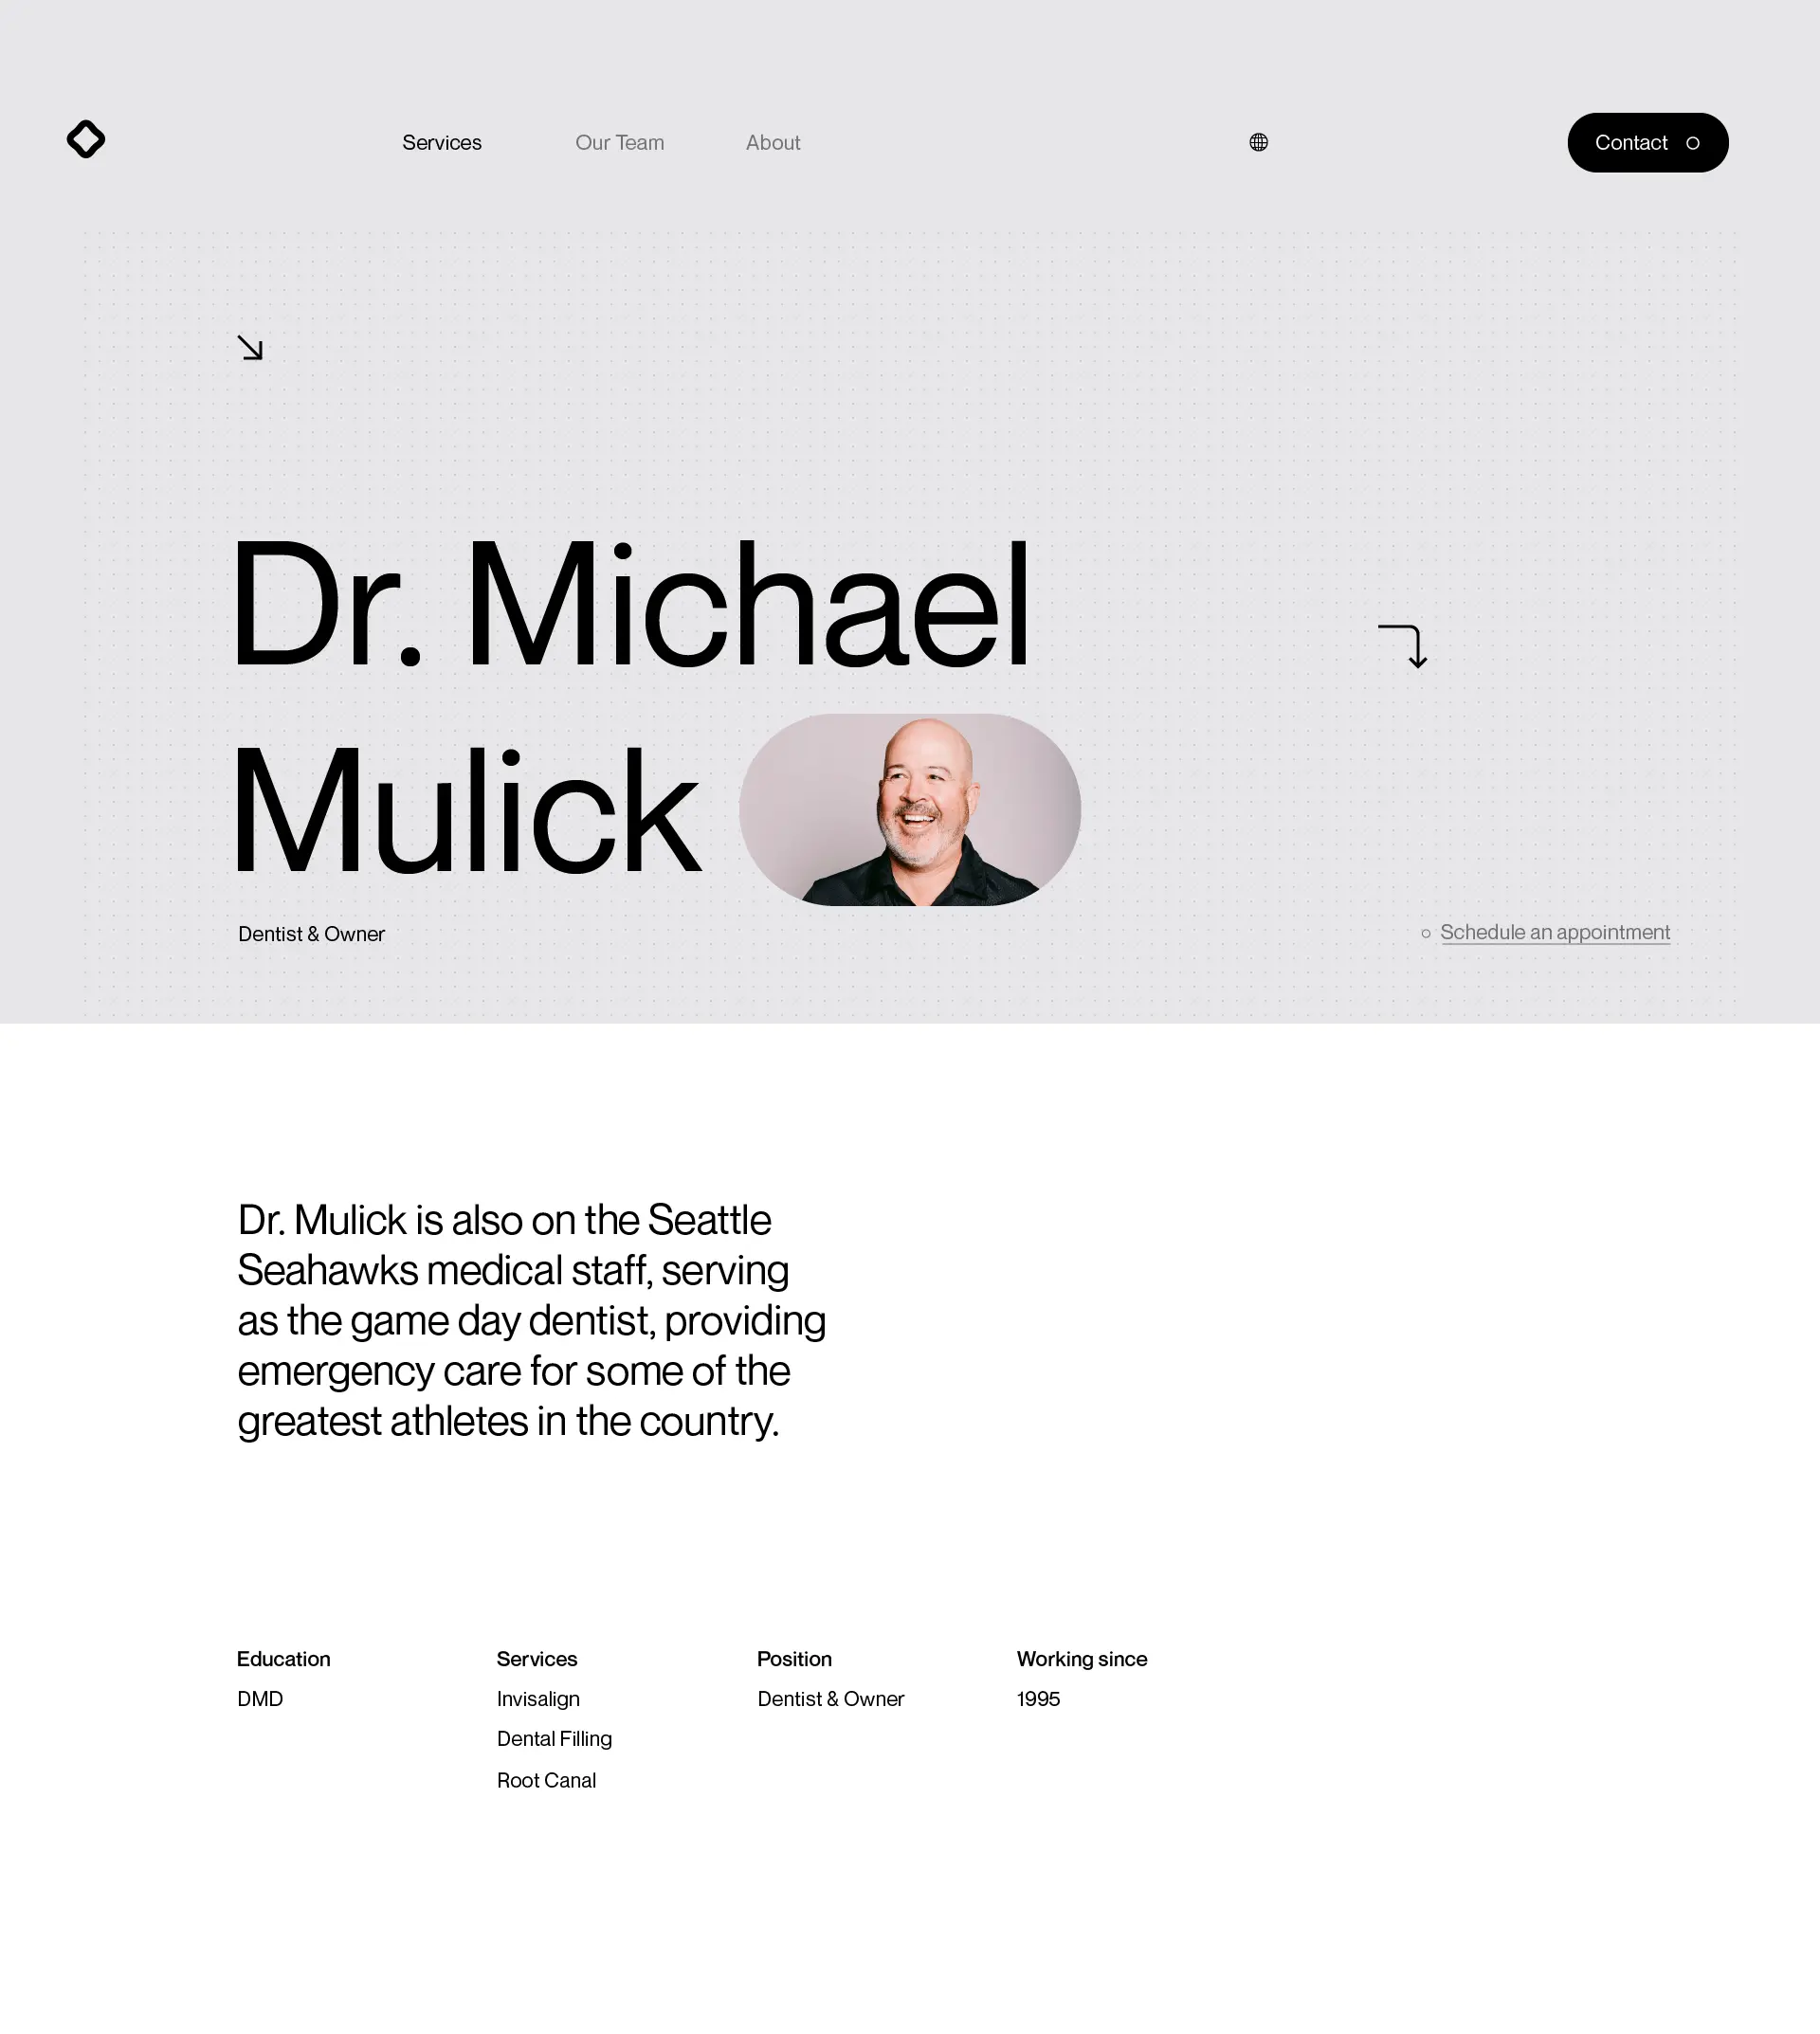 Services
Our Team
About
Contact
Dr. Michael
Mulick
Dentist & Owner
Schedule an appointment
Dr. Mulick is also on the Seattle
Seahawks medical staff, serving
as the game day dentist, providing
emergency care for some of the
greatest athletes in the country.
Education
DMD
Services
Invisalign
Dental Filling
Root Canal
Position
Dentist & Owner
Working since
1995